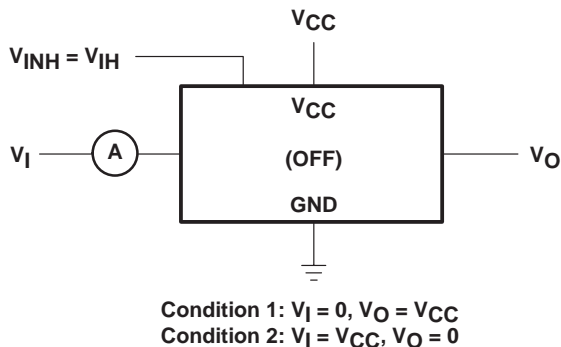 VCC
VINH = VIH
VCC
VI
A
(OFF)
VO
GND
Condition 1: VI = 0, VO = VCC
Condition 2: VI = VCC, VO = 0